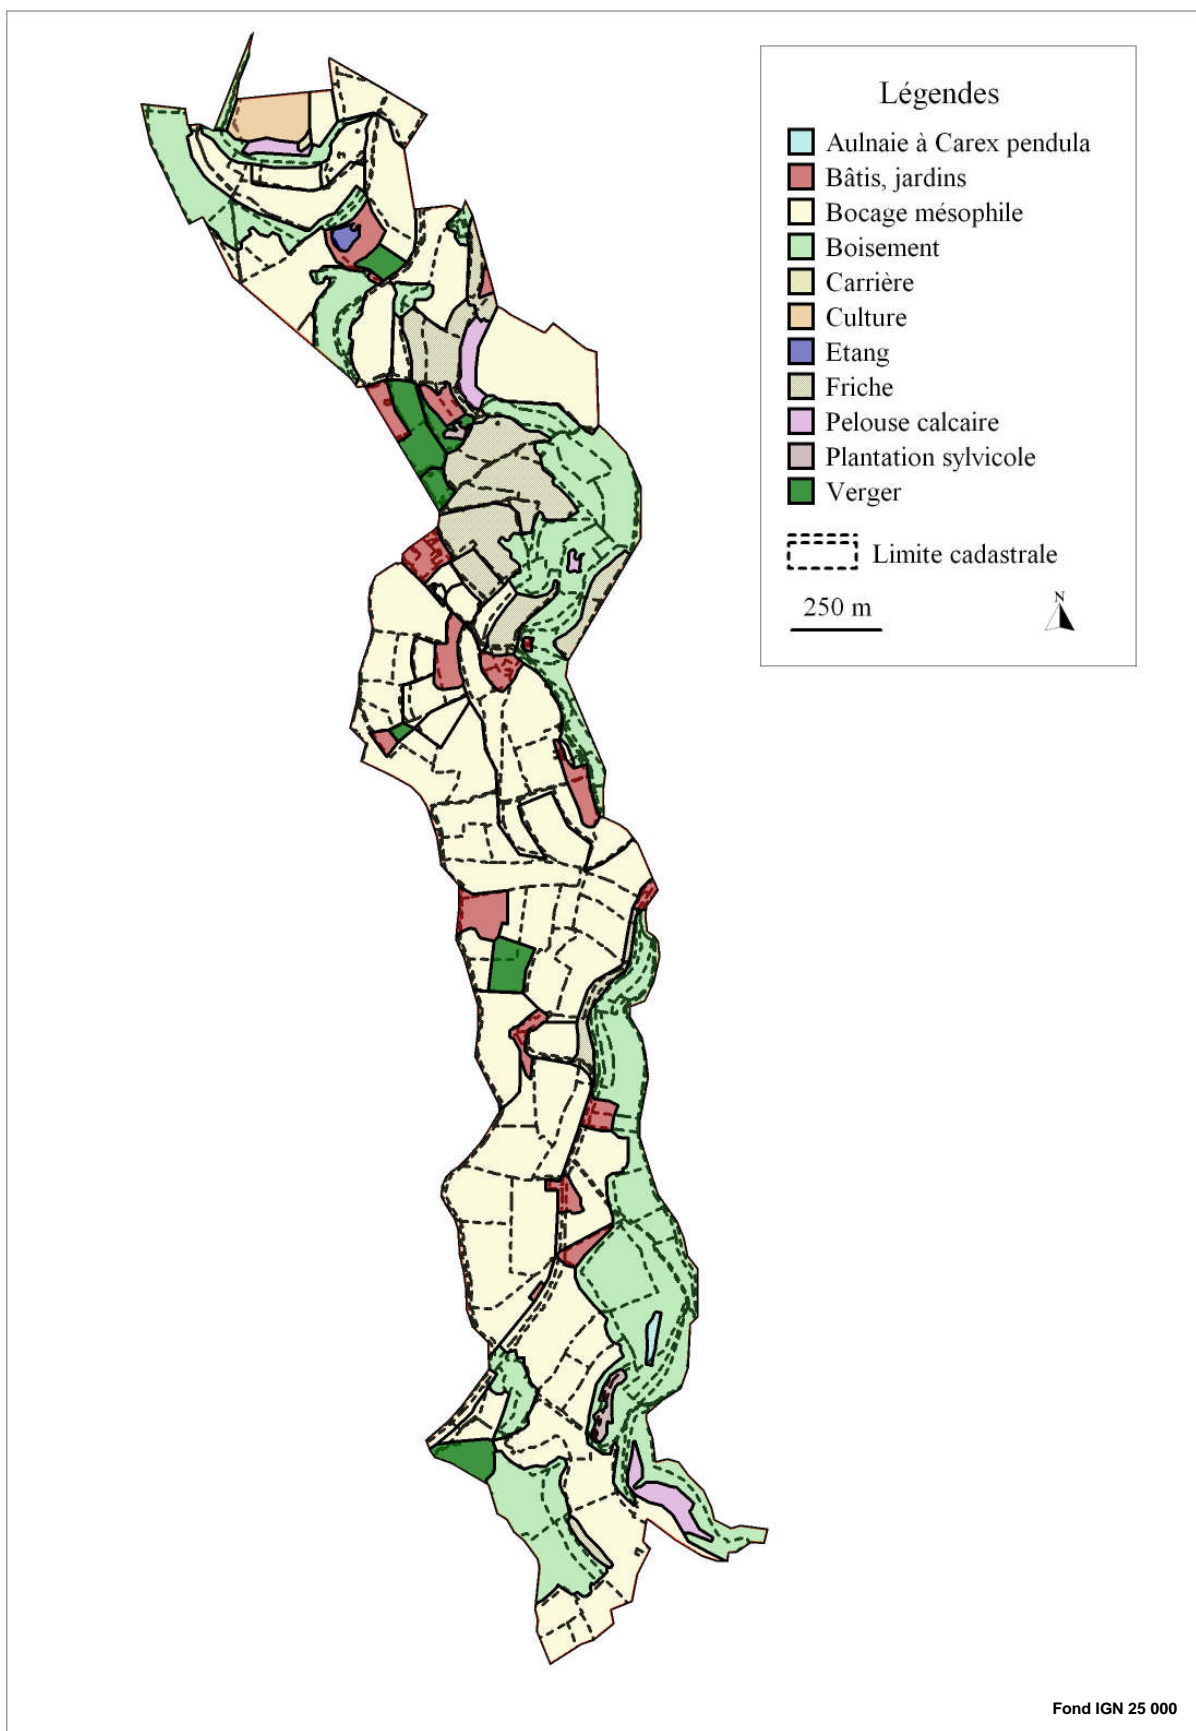 Légendes
Aulnaie à Carex pendula
Bâtis, jardins
Bocage mésophile
Boisement
Carrière
Culture
Etang
Friche
Pelouse calcaire
Plantation sylvicole
Verger
Limite cadastrale
250 m
N
Fond IGN 25 000